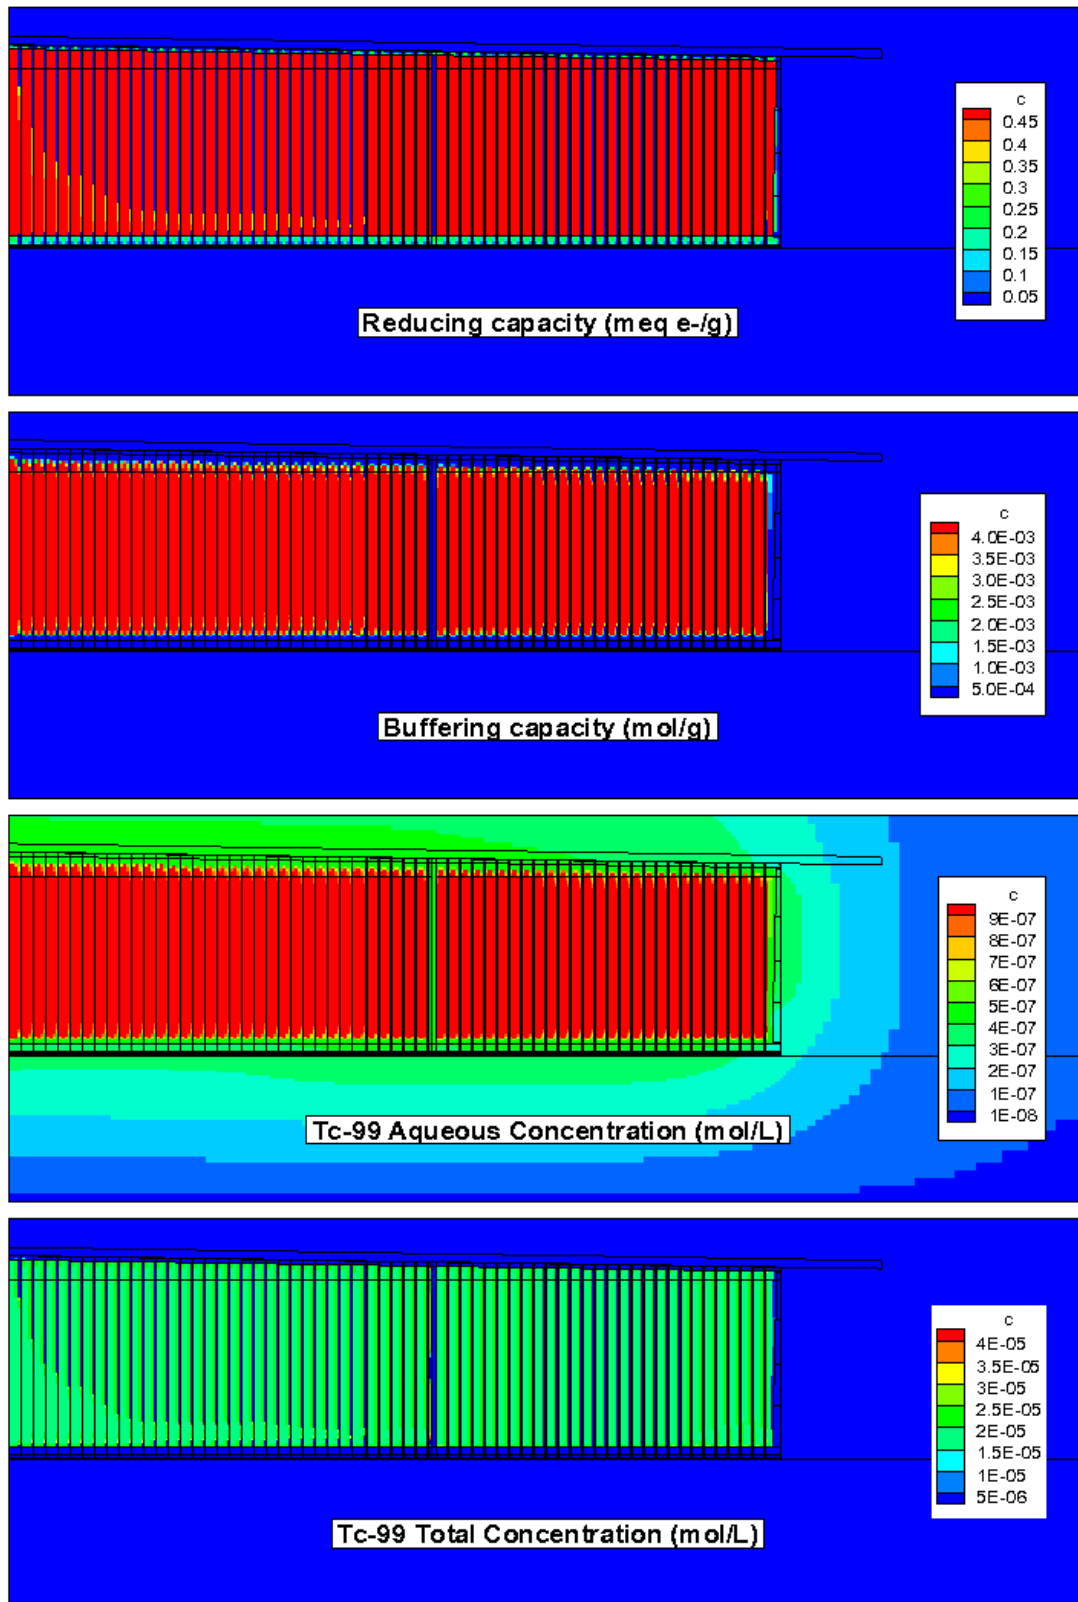 c
0.45
0.4
0.35
0.3
0.25
0.2
0.15
0.1
0.05
Reducing capacity (meq e-/g)
c
4.0E-03
3.5E-03
3.0E-03
2.5E-03
2.0E-03
1.5E-03
1.0E-03
5.0E-04
Buffering capacity (mol/g)
c
9E-07
8E-07
7E-07
6E-07
5E-07
4E-07
3E-07
2E-07
1E-07
1E-08
Tc-99 Aqueous Concentration (mol/L)
c
4E-05
3.5E-05
3E-05
2.5E-05
2E-05
1.5E-05
1E-05
5E-06
Tc-99 Total Concentration (mol/L)